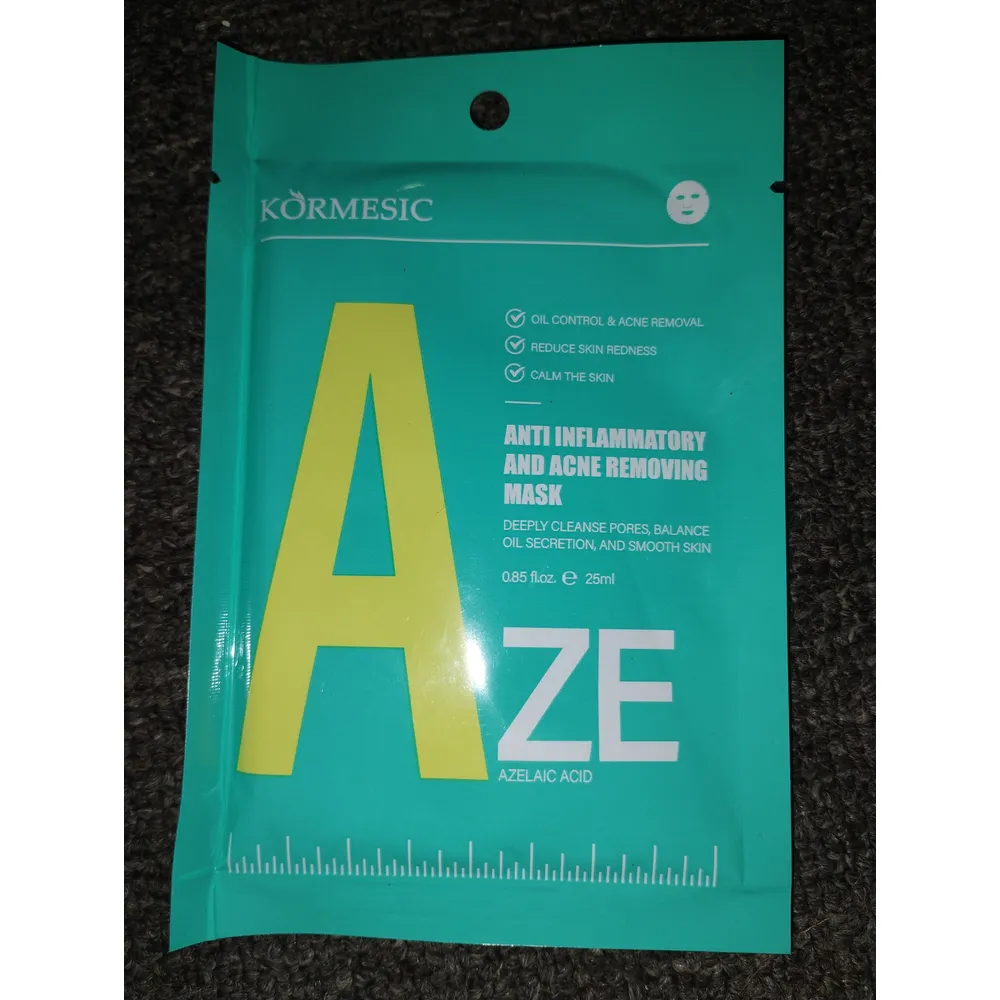 KORMESIC
OIL CONTROL & ACNE REMOVAL
REDUCE SKIN REDNESS
CALM THE SKIN
ANTI INFLAMMATORY
AND ACNE REMOVING
MASK
DEEPLY CLEANSE PORES, BALANCE
OIL SECRETION, AND SMOOTH SKIN
0.85 fl.oz. ℮ 25ml
AZE
AZELAIC ACID